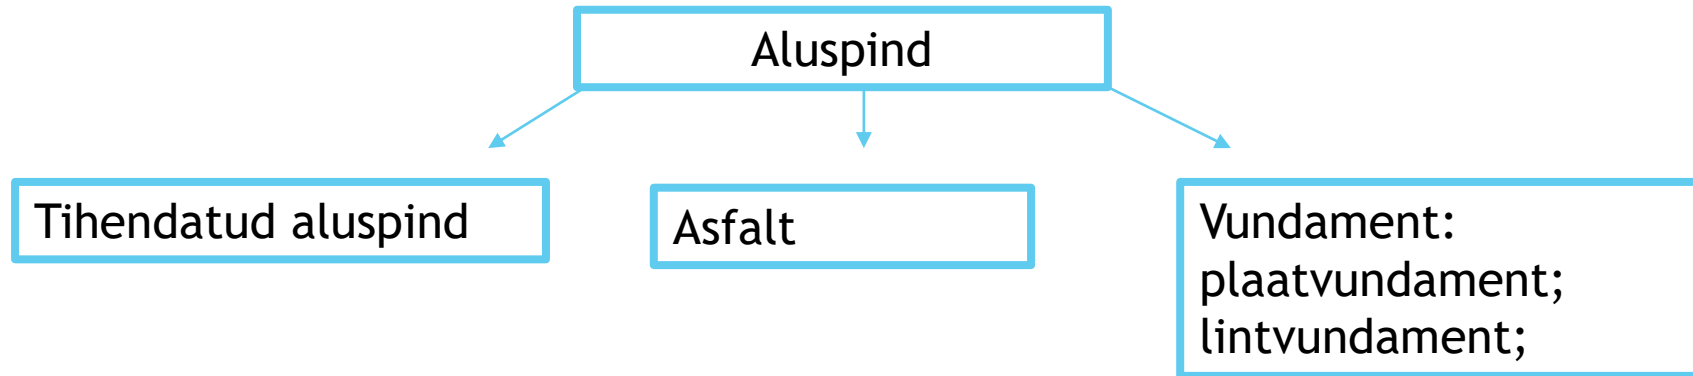 Aluspind
Tihendatud aluspind
Asfalt
Vundament:
plaatvundament;
lintvundament;